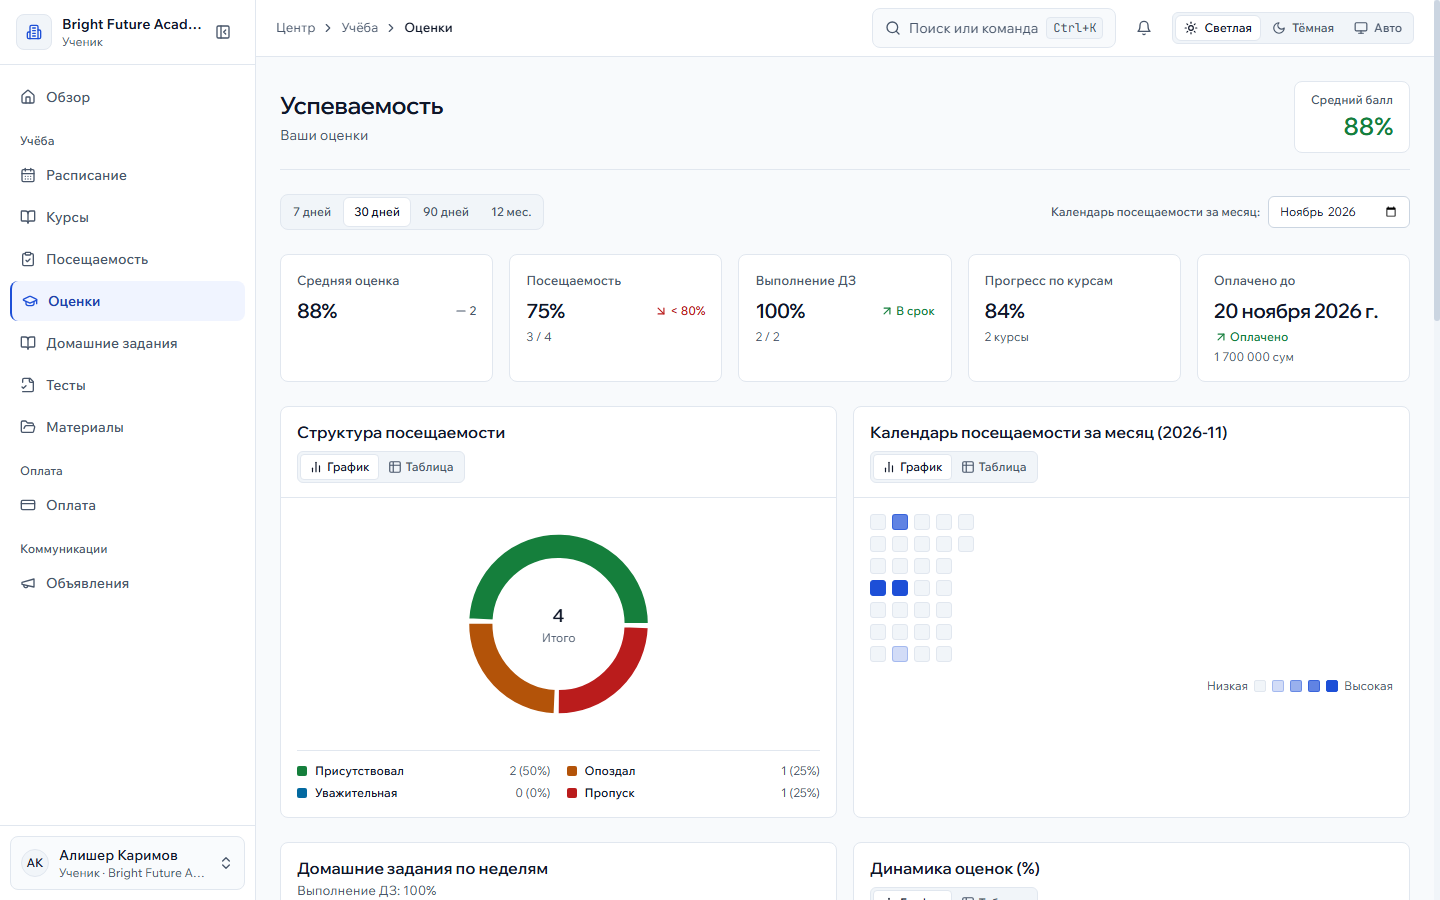 Bright Future Acad...
Ученик
Обзор
Учёба
Расписание
Курсы
Посещаемость
Оценки
Домашние задания
Тесты
Материалы
Оплата
Оплата
Коммуникации
Объявления
АК
Алишер Каримов
Ученик · Bright Future A...
Центр
Учёба
Оценки
Поиск или команда
Ctrl+K
Светлая
Тёмная
Авто
Успеваемость
Ваши оценки
Средний балл
88%
7 дней
30 дней
90 дней
12 мес.
Календарь посещаемости за месяц:
Ноябрь 2026
Средняя оценка
88%
— 2
Посещаемость
75%
< 80%
3 / 4
Выполнение ДЗ
100%
В срок
2 / 2
Прогресс по курсам
84%
2 курсы
Оплачено до
20 ноября 2026 г.
Оплачено
1 700 000 сум
Структура посещаемости
График
Таблица
4
Итого
Присутствовал 2 (50%)
Опоздал 1 (25%)
Уважительная 0 (0%)
Пропуск 1 (25%)
Календарь посещаемости за месяц (2026-11)
График
Таблица
Низкая
Высокая
Домашние задания по неделям
Выполнение ДЗ: 100%
Динамика оценок (%)